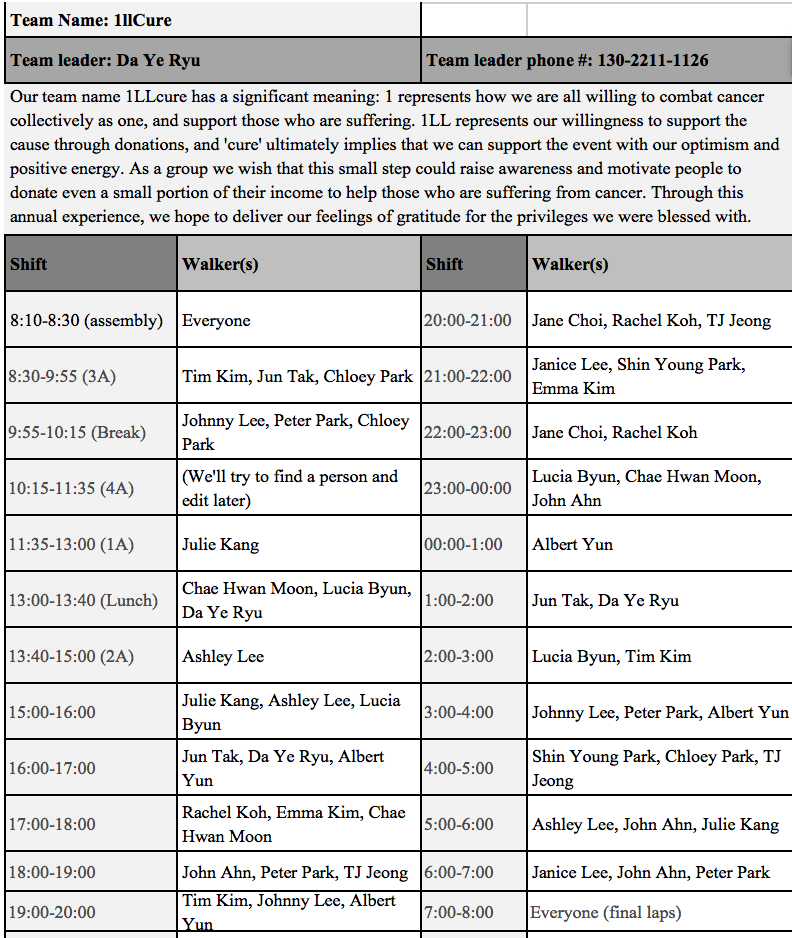 Team Name: 1llCure
Team leader: Da Ye Ryu
Team leader phone #: 130-2211-1126
Our team name 1LLcure has a significant meaning: 1 represents how we are all willing to combat cancer
collectively as one, and support those who are suffering. 1LL represents our willingness to support the
cause through donations, and 'cure' ultimately implies that we can support the event with our optimism and
positive energy. As a group we wish that this small step could raise awareness and motivate people to
donate even a small portion of their income to help those who are suffering from cancer. Through this
annual experience, we hope to deliver our feelings of gratitude for the privileges we were blessed with.
Shift
Walker(s)
Shift
Walker(s)
8:10-8:30 (assembly)
Everyone
20:00-21:00
Jane Choi, Rachel Koh, TJ Jeong
8:30-9:55 (3A)
Tim Kim, Jun Tak, Chloey Park
21:00-22:00
Janice Lee, Shin Young Park,
Emma Kim
9:55-10:15 (Break)
Johnny Lee, Peter Park, Chloey
Park
22:00-23:00
Jane Choi, Rachel Koh
10:15-11:35 (4A)
(We'll try to find a person and
edit later)
23:00-00:00
Lucia Byun, Chae Hwan Moon,
John Ahn
11:35-13:00 (1A)
Julie Kang
00:00-1:00
Albert Yun
13:00-13:40 (Lunch)
Chae Hwan Moon, Lucia Byun,
Da Ye Ryu
1:00-2:00
Jun Tak, Da Ye Ryu
13:40-15:00 (2A)
Ashley Lee
2:00-3:00
Lucia Byun, Tim Kim
15:00-16:00
Julie Kang, Ashley Lee, Lucia
Byun
3:00-4:00
Johnny Lee, Peter Park, Albert Yun
16:00-17:00
Jun Tak, Da Ye Ryu, Albert
Yun
4:00-5:00
Shin Young Park, Chloey Park, TJ
Jeong
17:00-18:00
Rachel Koh, Emma Kim, Chae
Hwan Moon
5:00-6:00
Ashley Lee, John Ahn, Julie Kang
18:00-19:00
John Ahn, Peter Park, TJ Jeong
6:00-7:00
Janice Lee, John Ahn, Peter Park
19:00-20:00
Tim Kim, Johnny Lee, Albert
Yun
7:00-8:00
Everyone (final laps)